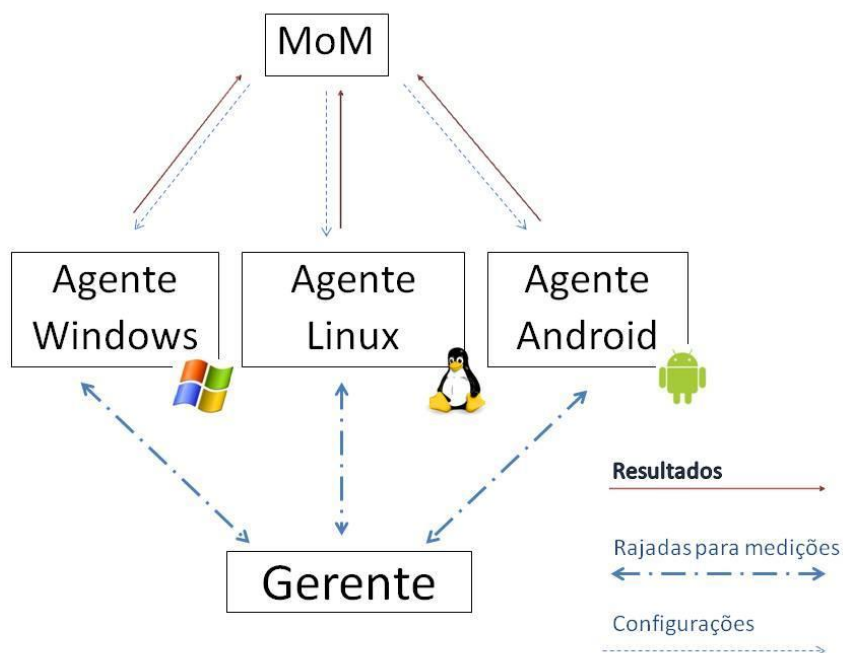 MoM
Agente
Windows
Agente
Linux
Agente
Android
Gerente
Resultados
Rajadas para medições
Configurações